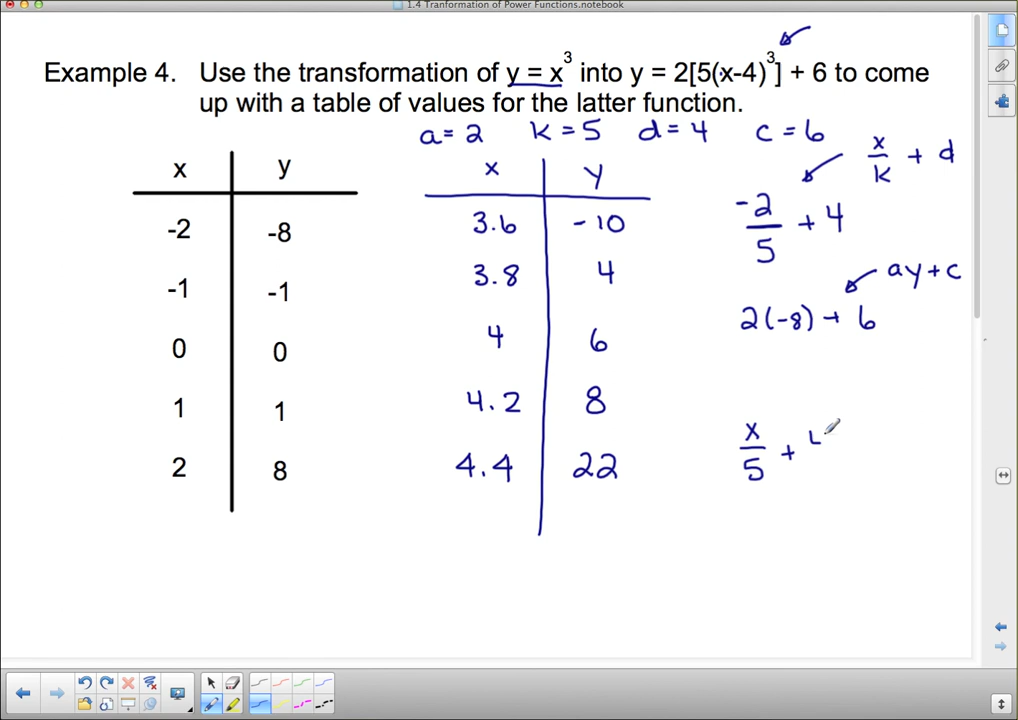 1.4 Tranformation of Power Functions.notebook
Example 4. Use the transformation of y = x³ into y = 2[5(x-4)³] + 6 to come
up with a table of values for the latter function.
a = 2 k = 5 d = 4 c = 6
x y
-2 -8
-1 -1
0 0
1 1
2 8
x y
3.6 -10
3.8 4
4 6
4.2 8
4.4 22
x/k + d
-2/5 + 4
ay + c
2(-8) + 6
x/5 +